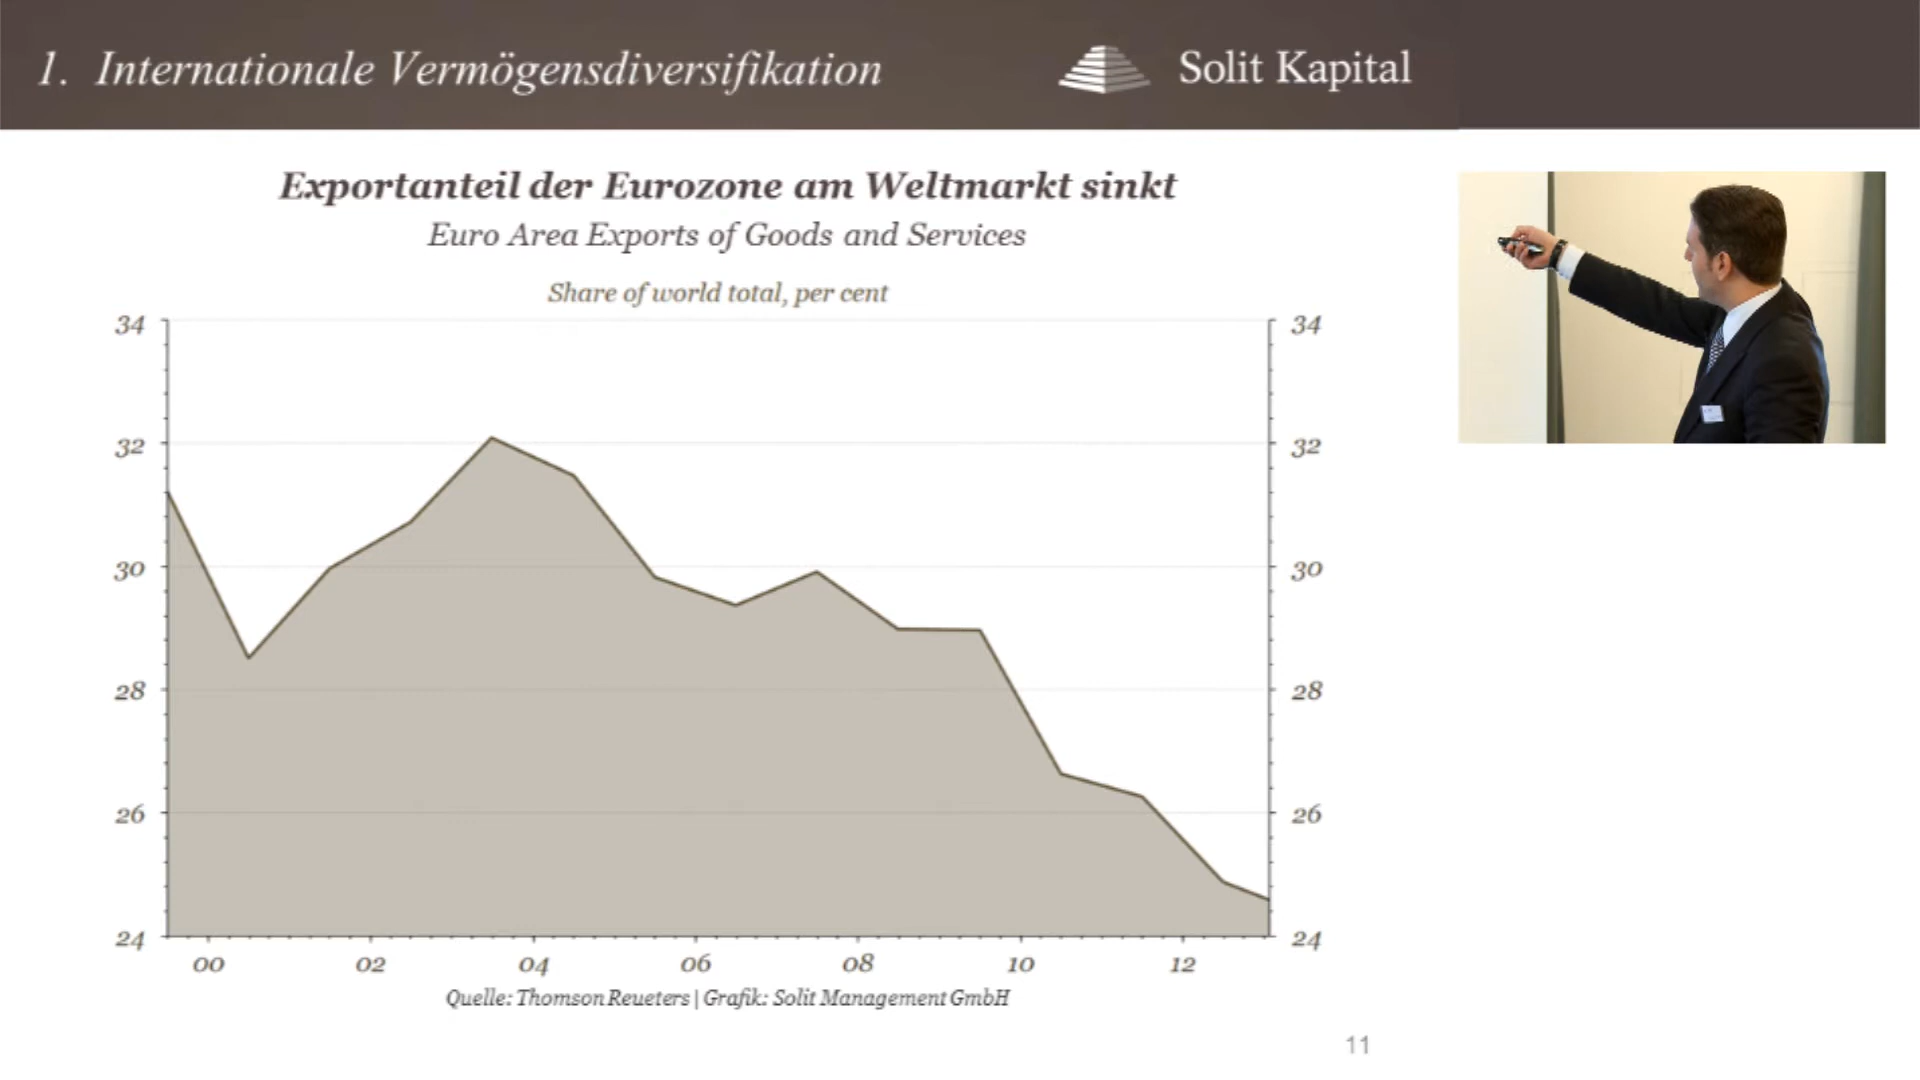 1. Internationale Vermögensdiversifikation
Solit Kapital
Exportanteil der Eurozone am Weltmarkt sinkt
Euro Area Exports of Goods and Services
Share of world total, per cent
34
34
32
32
30
30
28
28
26
26
24
24
00 02 04 06 08 10 12
Quelle: Thomson Reueters | Grafik: Solit Management GmbH
11